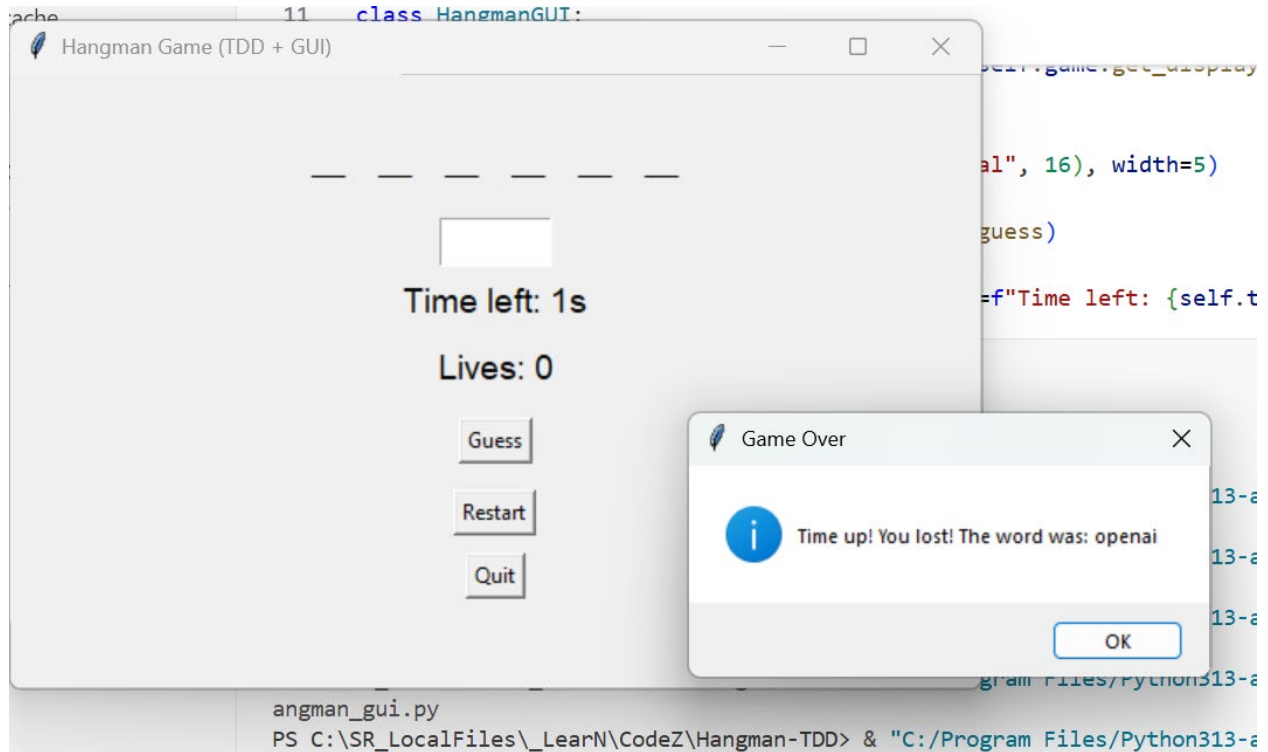 ache
11 class HangmanGUI:
Hangman Game (TDD + GUI)
self.game.get_display
al", 16), width=5)
guess)
Time left: 1s
=f"Time left: {self.t
Lives: 0
Guess
Game Over
13-a
Restart
Time up! You lost! The word was: openai
13-a
Quit
13-a
OK
gram Files/Python313-a
angman_gui.py
PS C:\SR_LocalFiles\_LearN\CodeZ\Hangman-TDD> & "C:/Program Files/Python313-a